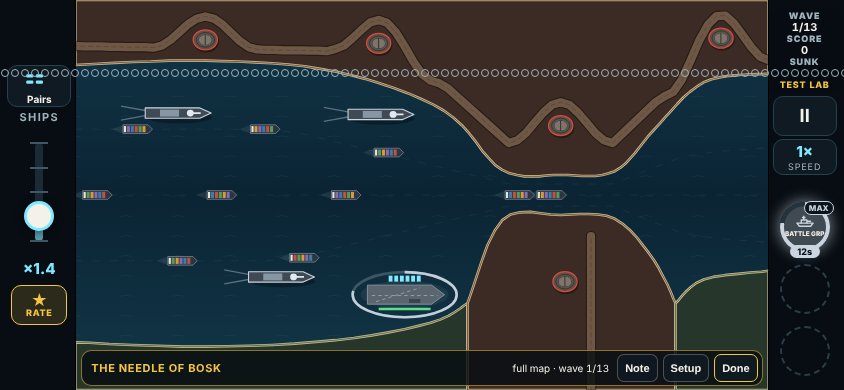 Pairs
SHIPS
×1.4
★
RATE
WAVE
1/13
SCORE
0
SUNK
TEST LAB
1×
SPEED
MAX
BATTLE GRP
12s
THE NEEDLE OF BOSK
full map · wave 1/13
Note
Setup
Done